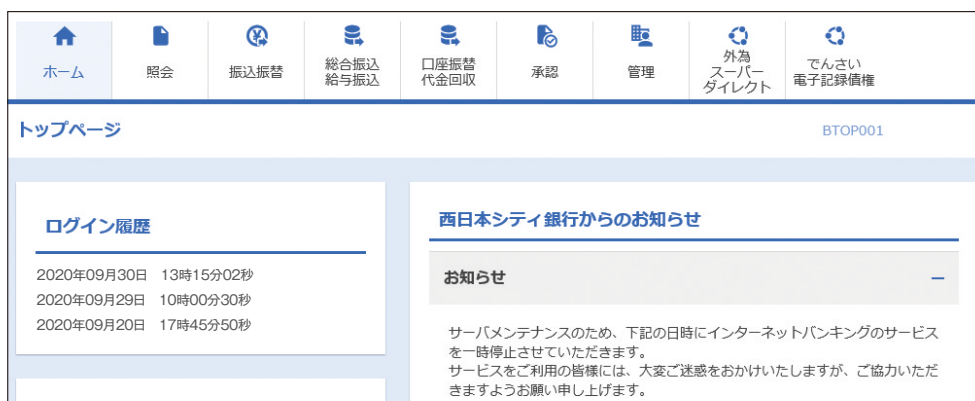 ホーム
照会
振込振替
総合振込
給与振込
口座振替
代金回収
承認
管理
外為
スーパー
ダイレクト
でんさい
電子記録債権
トップページ
BTOP001
ログイン履歴
2020年09月30日 13時15分02秒
2020年09月29日 10時00分30秒
2020年09月20日 17時45分50秒
西日本シティ銀行からのお知らせ
お知らせ
サーバメンテナンスのため、下記の日時にインターネットバンキングのサービス
を一時停止させていただきます。
サービスをご利用の皆様には、大変ご迷惑をおかけいたしますが、ご協力いただ
きますようお願い申し上げます。